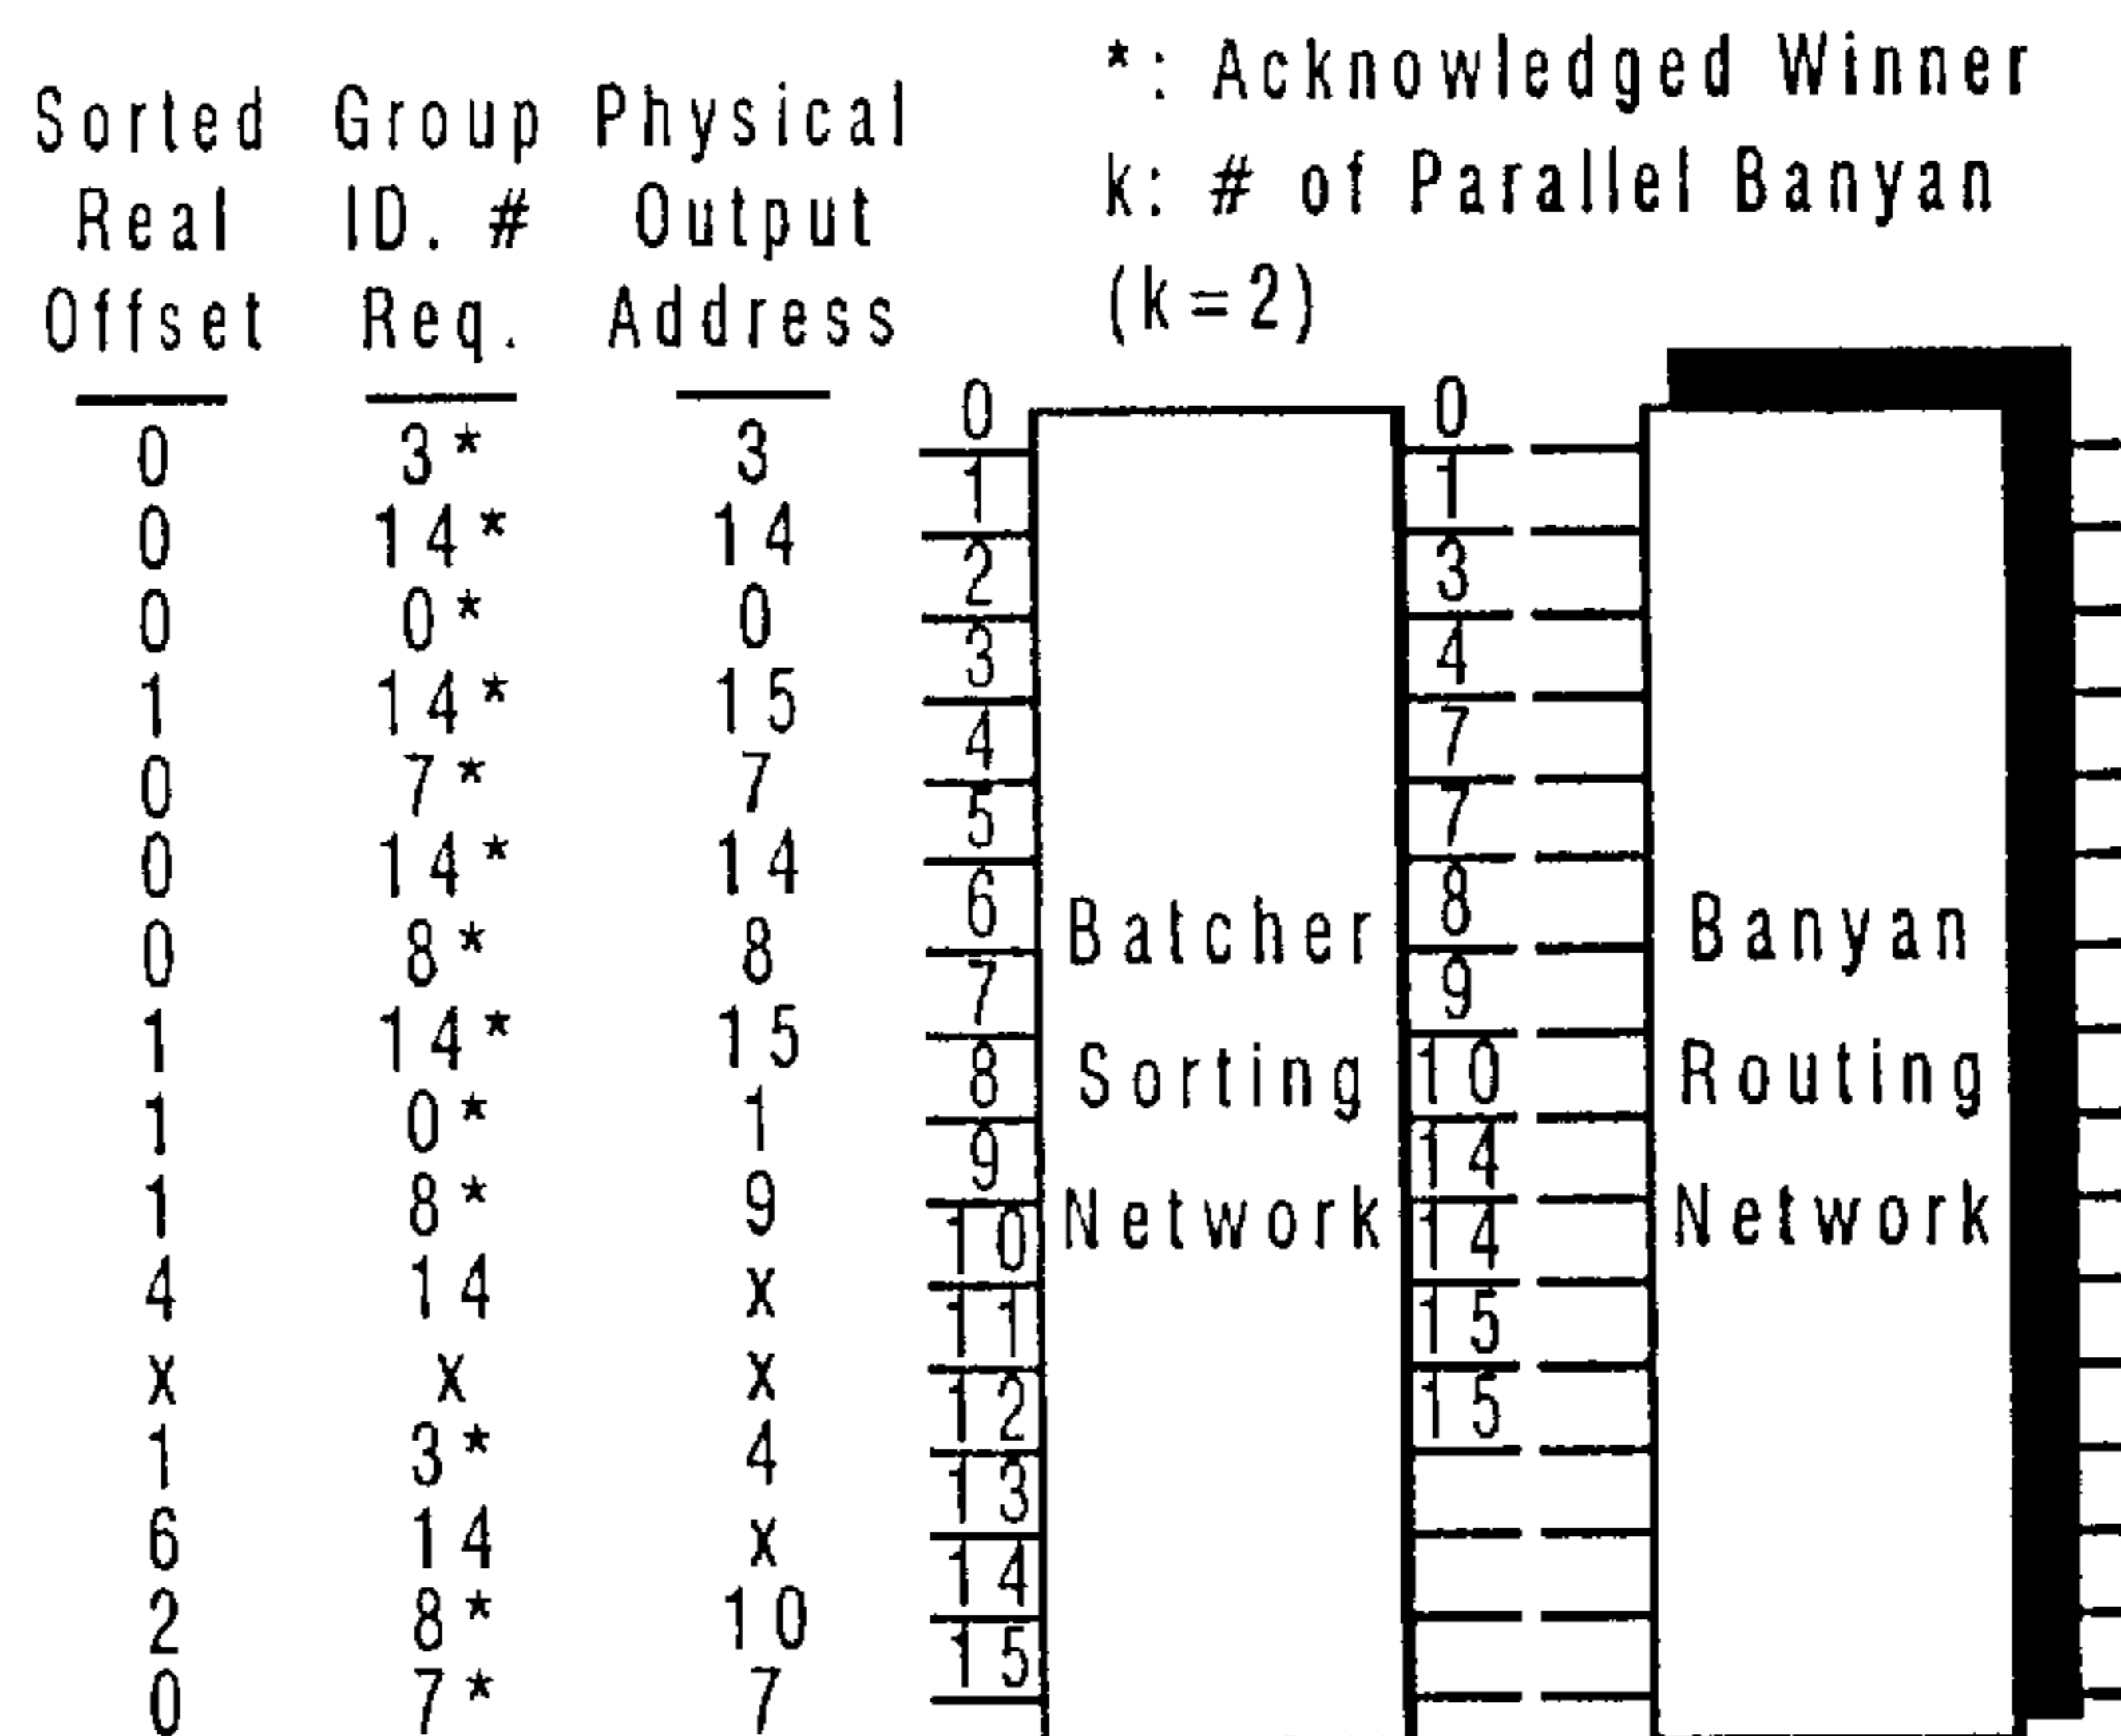 *: Acknowledged Winner
k: # of Parallel Banyan
(k=2)
Sorted Group Physical
Real ID. # Output
Offset Req. Address
0 3* 3 0 0
0 14* 14 1 1
0 0* 0 2 3
1 14* 15 3 4
0 7* 7 4 7
0 14* 14 5 7
0 8* 8 6 8
1 14* 15 7 9
1 0* 1 8 10
1 8* 9 9 14
4 14 x 10 14
x x x 11 15
1 3* 4 12 15
6 14 x 13
2 8* 10 14
0 7* 7 15
Batcher
Sorting
Network
Banyan
Routing
Network